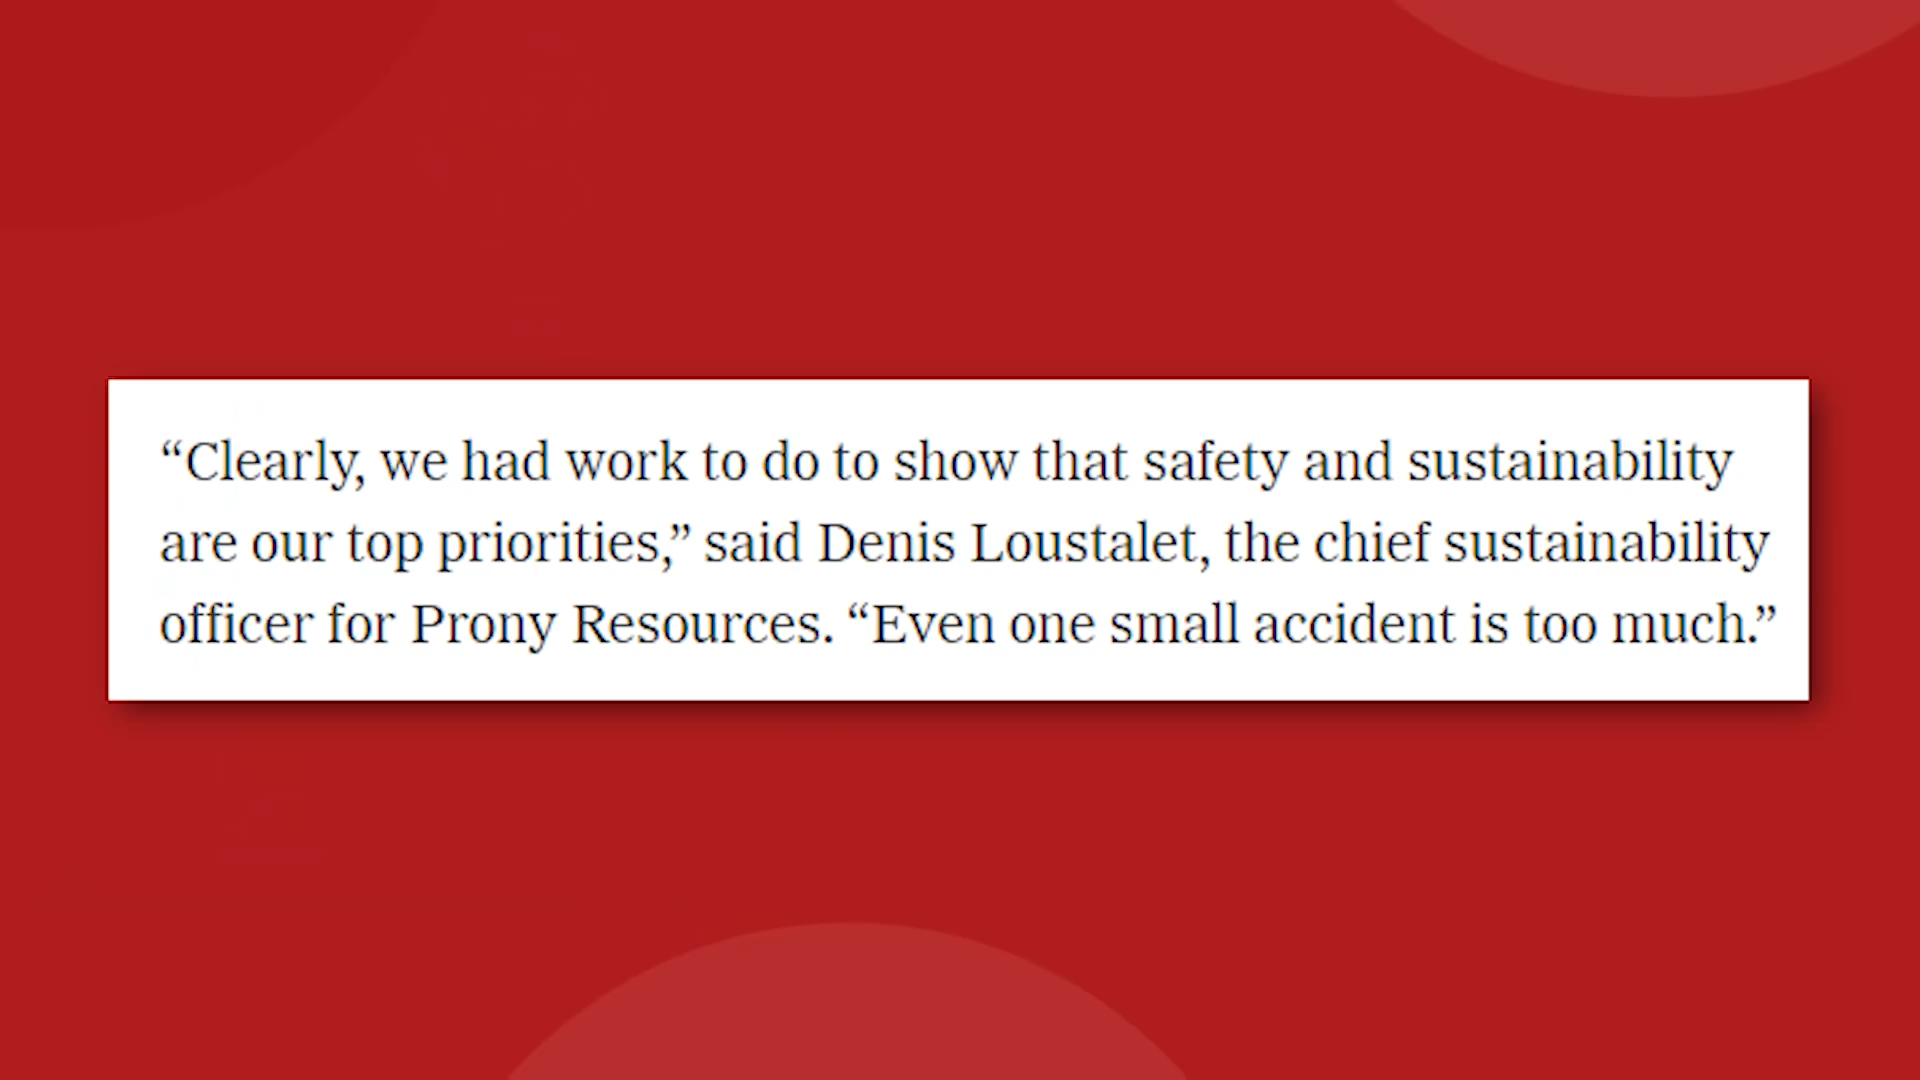 “Clearly, we had work to do to show that safety and sustainability
are our top priorities,” said Denis Loustalet, the chief sustainability
officer for Prony Resources. “Even one small accident is too much.”